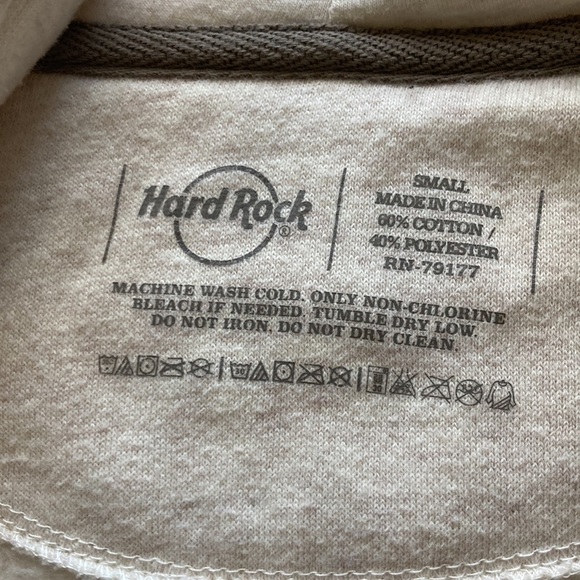 Hard Rock ®
SMALL
MADE IN CHINA
60% COTTON /
40% POLYESTER
RN-79177
MACHINE WASH COLD. ONLY NON-CHLORINE
BLEACH IF NEEDED. TUMBLE DRY LOW.
DO NOT IRON. DO NOT DRY CLEAN.